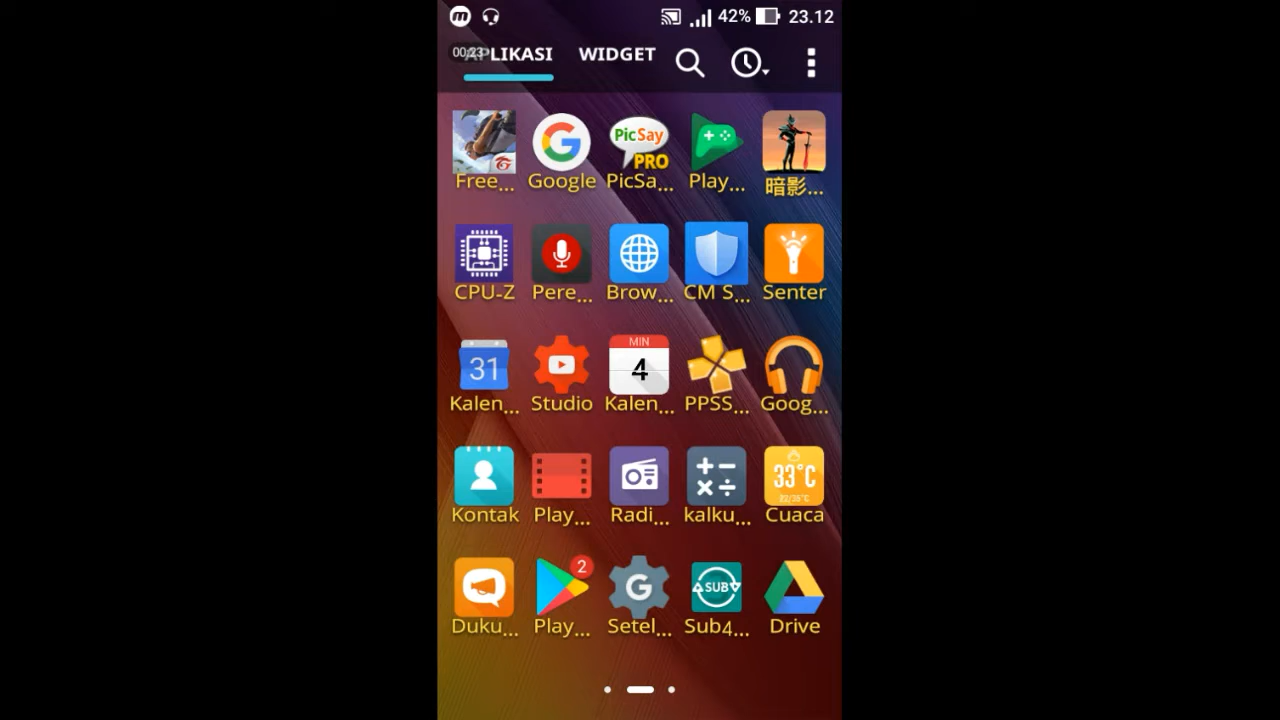 42% 23.12
00:23
APLIKASI WIDGET
PicSay
PRO
Free... Google PicSa... Play... 暗影...
CPU-Z Pere... Brow... CM S... Senter
31 MIN
4
Kalen... Studio Kalen... PPSS... Goog...
33°C
22/35°C
Kontak Play... Radi... kalku... Cuaca
2
SUB
Duku... Play... Setel... Sub4... Drive